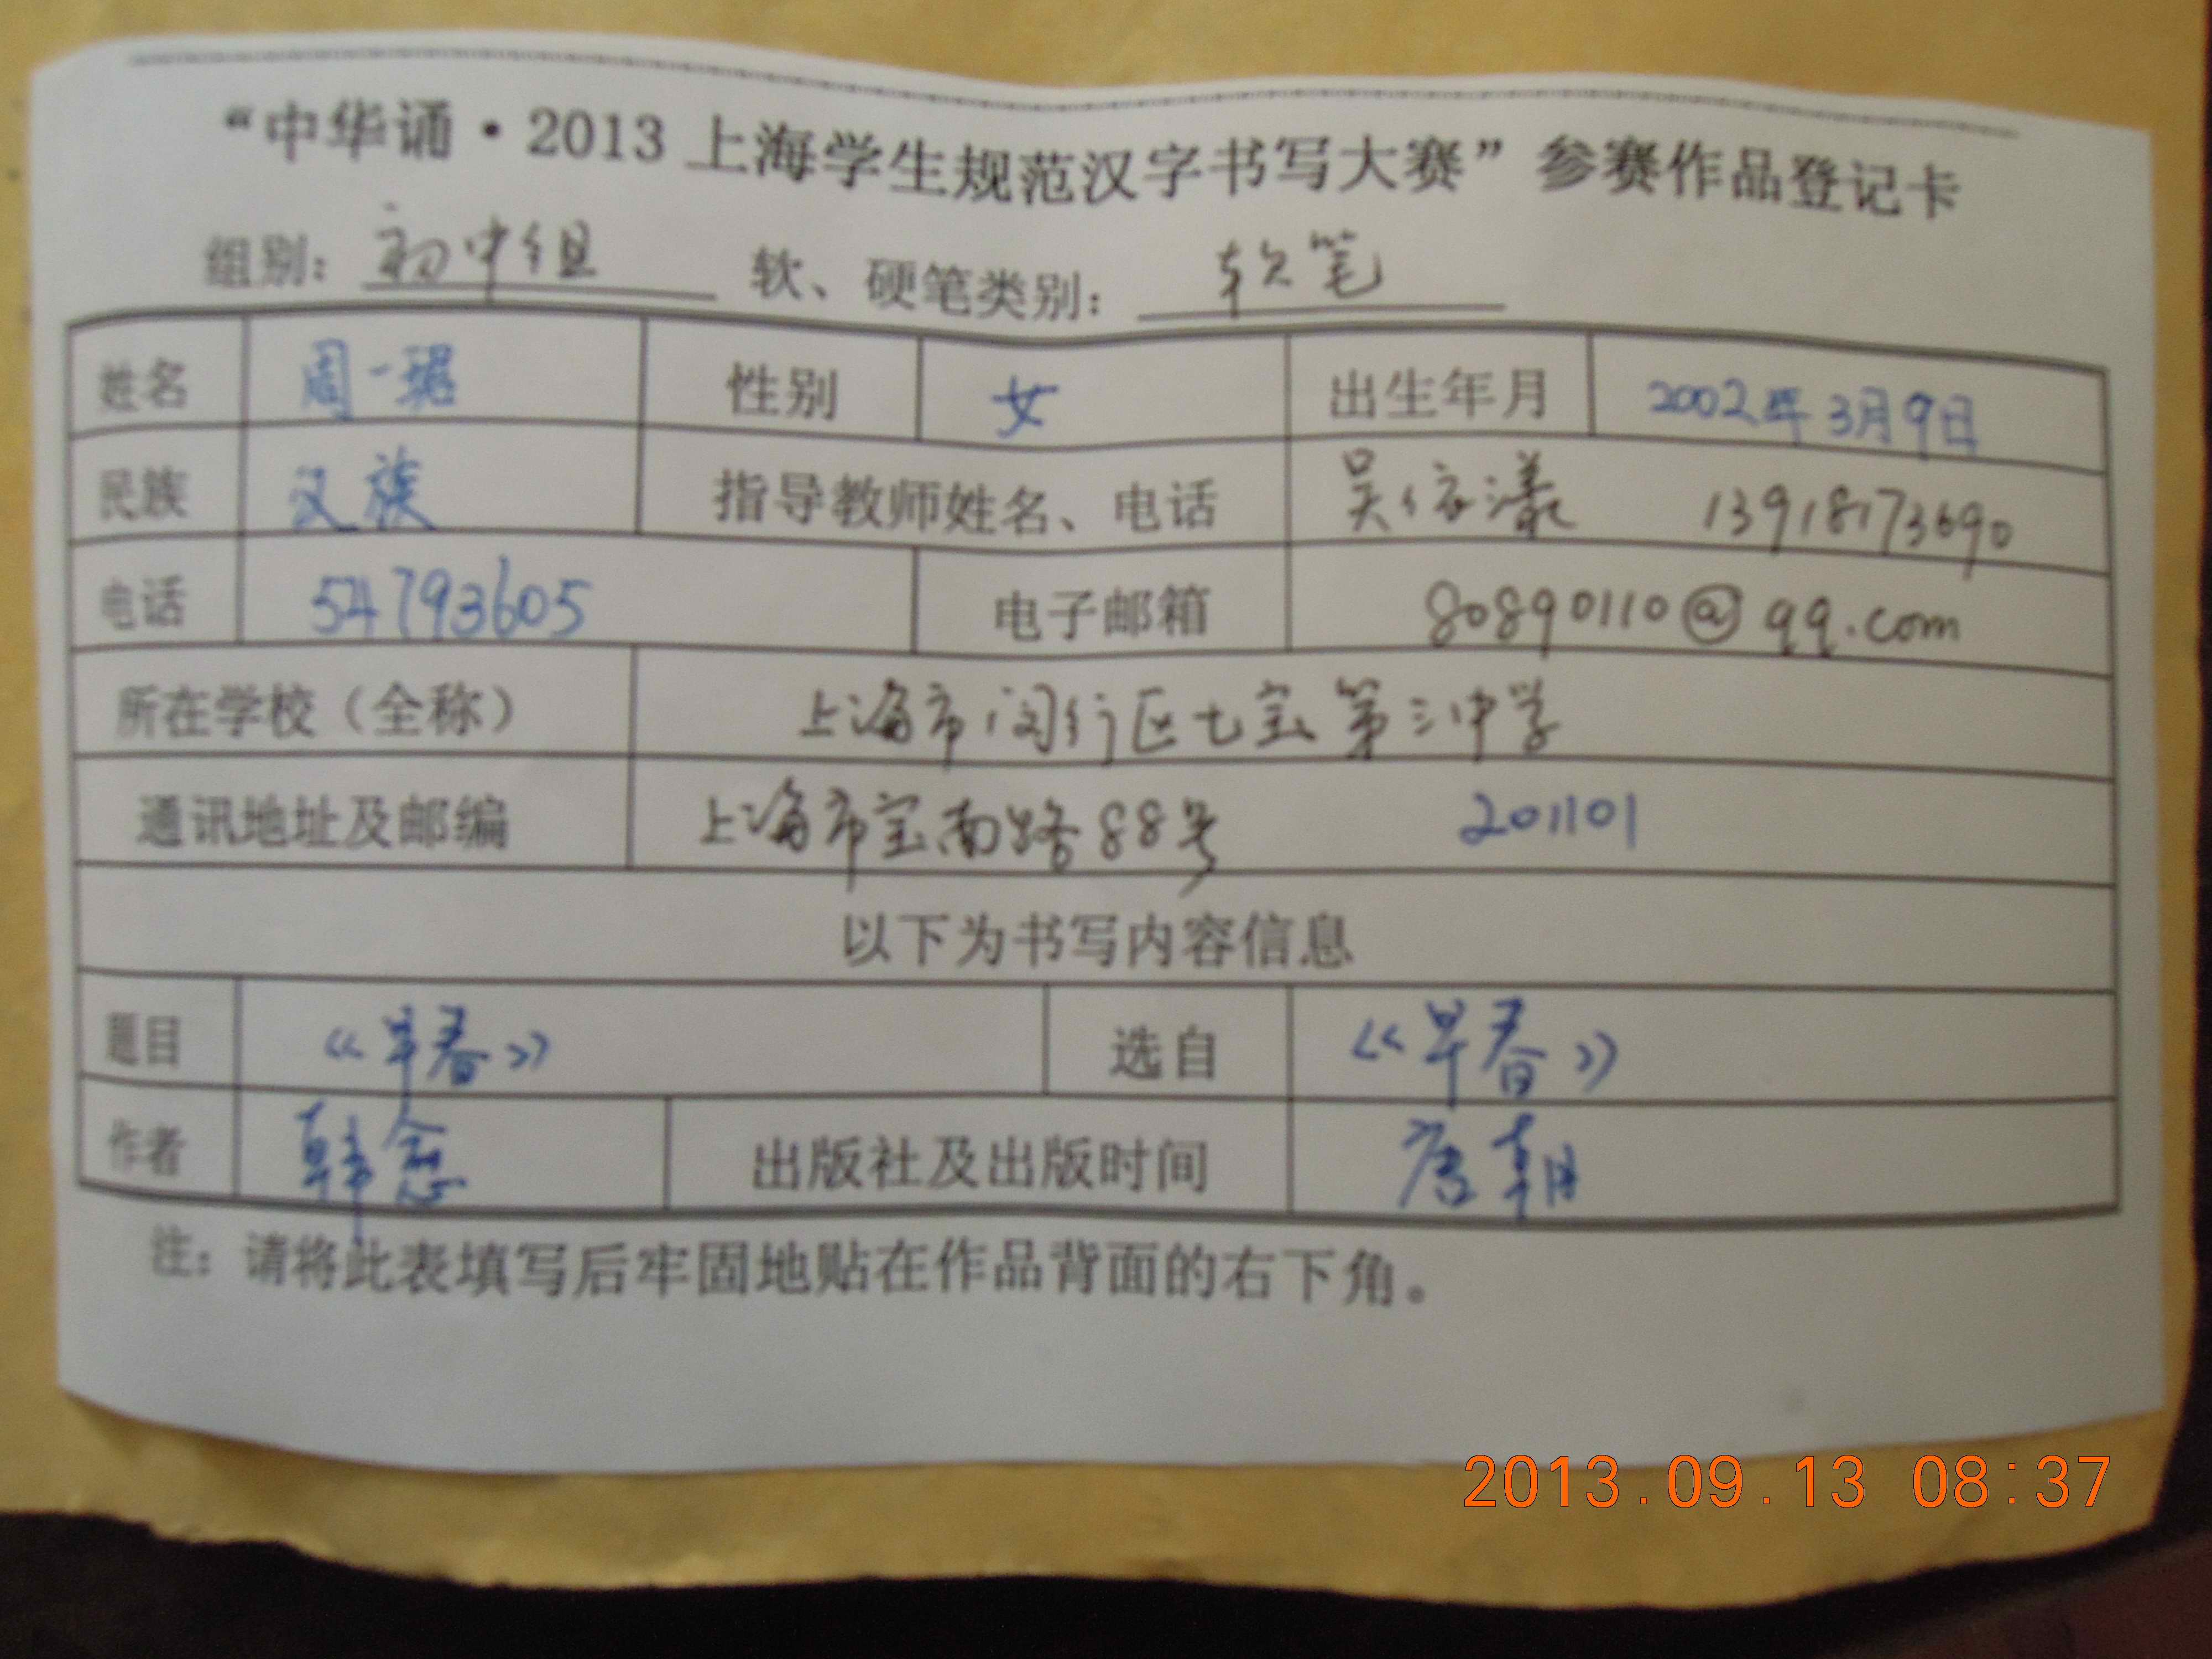 “中华诵·2013上海学生规范汉字书写大赛”参赛作品登记卡
组别： 初中组 软、硬笔类别： 软笔
姓名 周一琚 性别 女 出生年月 2002年3月9日
民族 汉族 指导教师姓名、电话 吴依漾 13918173690
电话 54793605 电子邮箱 80890110@qq.com
所在学校（全称） 上海市闵行区七宝第三中学
通讯地址及邮编 上海市宝南路88号 201101
以下为书写内容信息
题目 《早春》 选自 《早春》
作者 韩愈 出版社及出版时间 唐朝
注：请将此表填写后牢固地贴在作品背面的右下角。
2013.09.13 08:37